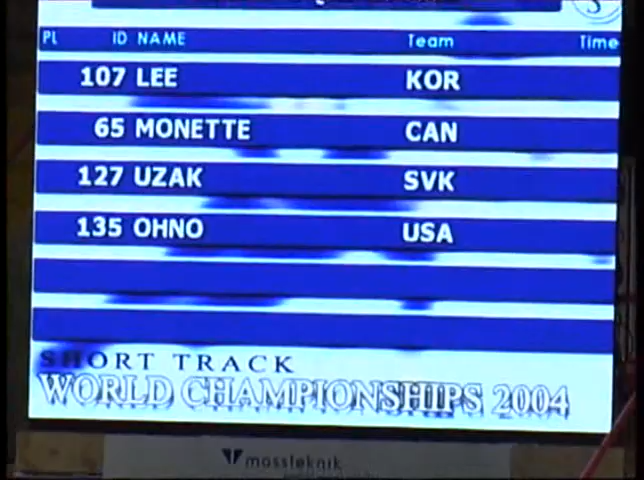 PL ID NAME Team Time
107 LEE KOR
65 MONETTE CAN
127 UZAK SVK
135 OHNO USA
SHORT TRACK
WORLD CHAMPIONSHIPS 2004
mossteknik